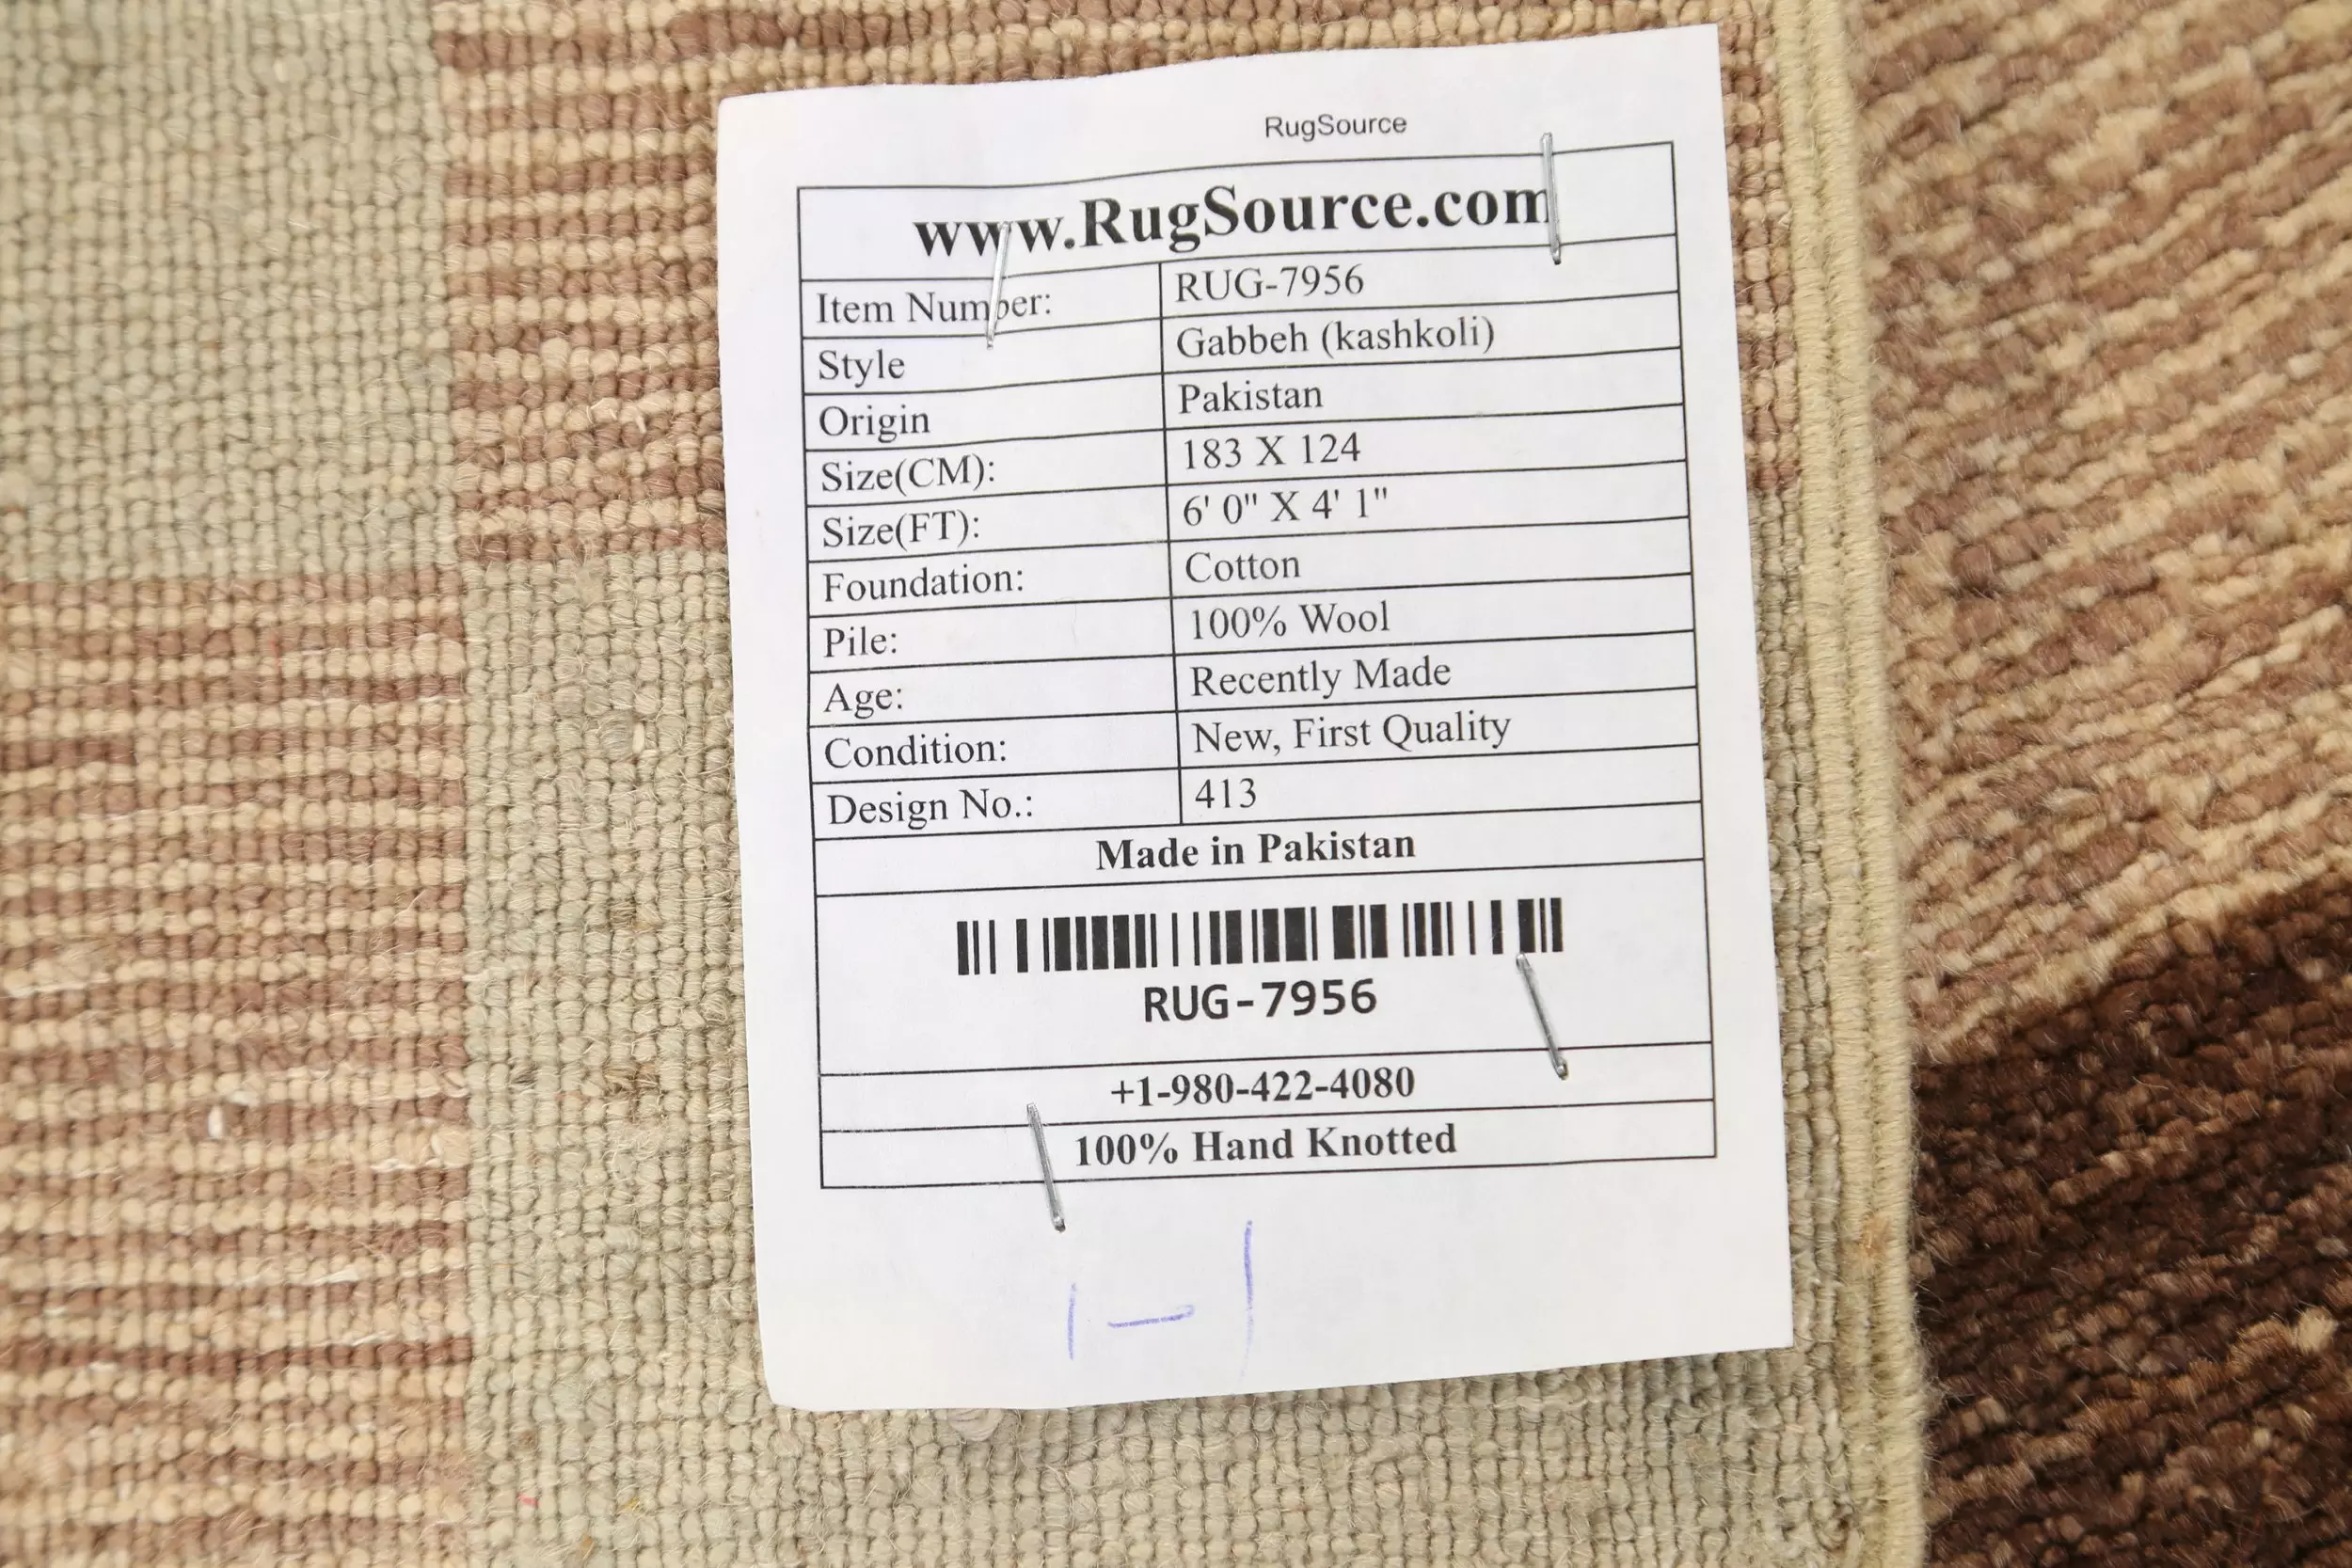 RugSource
www.RugSource.com
Item Number: RUG-7956
Style Gabbeh (kashkoli)
Origin Pakistan
Size(CM): 183 X 124
Size(FT): 6' 0" X 4' 1"
Foundation: Cotton
Pile: 100% Wool
Age: Recently Made
Condition: New, First Quality
Design No.: 413
Made in Pakistan
RUG-7956
+1-980-422-4080
100% Hand Knotted
1-1